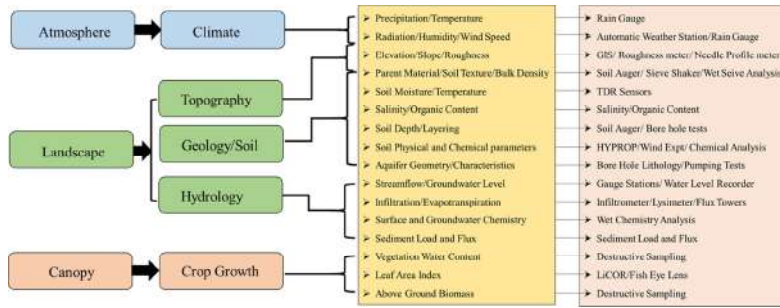 Atmosphere
Climate
Landscape
Topography
Geology/Soil
Hydrology
Canopy
Crop Growth
Precipitation/Temperature
Radiation/Humidity/Wind Speed
Elevation/Slope/Roughness
Parent Material/Soil Texture/Bulk Density
Soil Moisture/Temperature
Salinity/Organic Content
Soil Depth/Layering
Soil Physical and Chemical parameters
Aquifer Geometry/Characteristics
Streamflow/Groundwater Level
Infiltration/Evapotranspiration
Surface and Groundwater Chemistry
Sediment Load and Flux
Vegetation Water Content
Leaf Area Index
Above Ground Biomass
Rain Gauge
Automatic Weather Station/Rain Gauge
GIS/ Roughness meter/ Needle Profile meter
Soil Auger/ Sieve Shaker/Wet Seive Analysis
TDR Sensors
Salinity/Organic Content
Soil Auger/ Bore hole tests
HYPROP/Wind Expt/ Chemical Analysis
Bore Hole Lithology/Pumping Tests
Gauge Stations/ Water Level Recorder
Infiltrometer/Lysimeter/Flux Towers
Wet Chemistry Analysis
Sediment Load and Flux
Destructive Sampling
LiCOR/Fish Eye Lens
Destructive Sampling